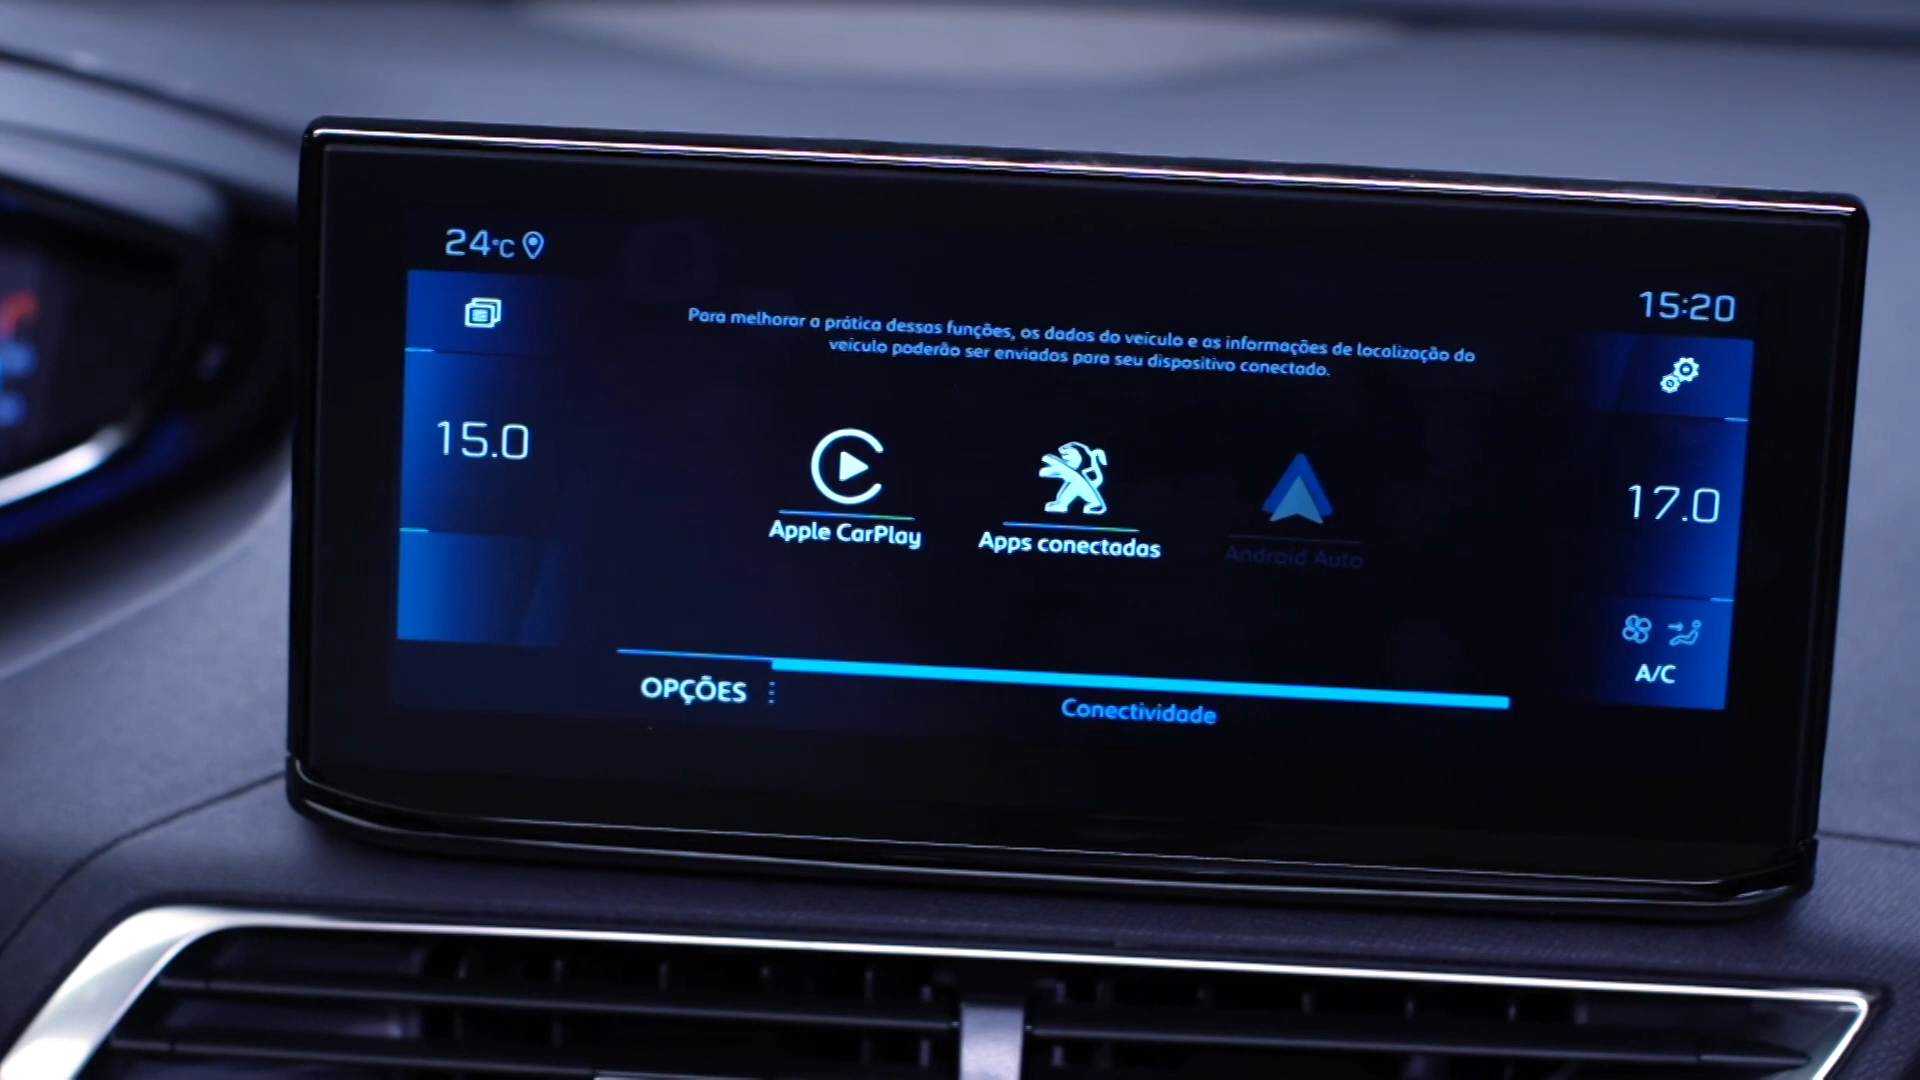 24°C
15:20
Para melhorar a prática dessas funções, os dados do veículo e as informações de localização do
veículo poderão ser enviados para seu dispositivo conectado.
15.0
17.0
Apple CarPlay
Apps conectadas
Android Auto
A/C
OPÇÕES
Conectividade